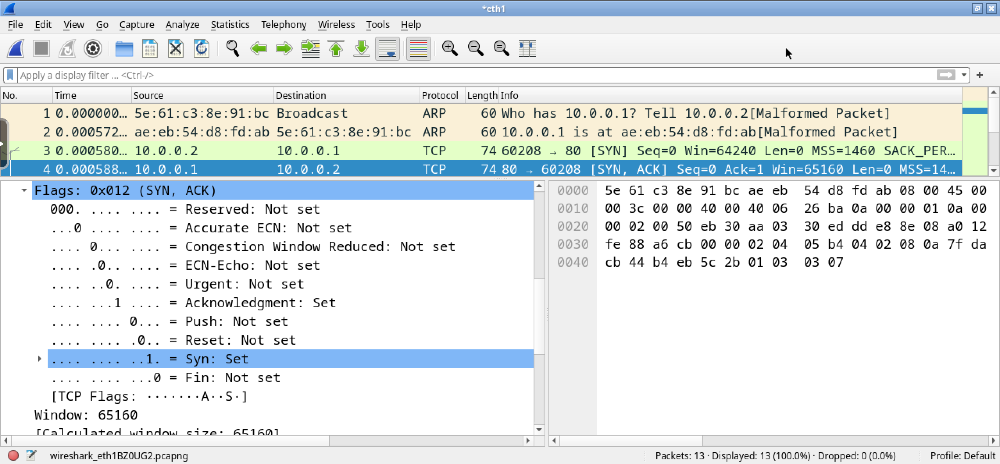 *eth1
File Edit View Go Capture Analyze Statistics Telephony Wireless Tools Help
Apply a display filter ... <Ctrl-/>
No. Time Source Destination Protocol Length Info
1 0.000000… 5e:61:c3:8e:91:bc Broadcast ARP 60 Who has 10.0.0.1? Tell 10.0.0.2[Malformed Packet]
2 0.000572… ae:eb:54:d8:fd:ab 5e:61:c3:8e:91:bc ARP 60 10.0.0.1 is at ae:eb:54:d8:fd:ab[Malformed Packet]
3 0.000580… 10.0.0.2 10.0.0.1 TCP 74 60208 → 80 [SYN] Seq=0 Win=64240 Len=0 MSS=1460 SACK_PER…
4 0.000588… 10.0.0.1 10.0.0.2 TCP 74 80 → 60208 [SYN, ACK] Seq=0 Ack=1 Win=65160 Len=0 MSS=14…
Flags: 0x012 (SYN, ACK)
000. .... .... = Reserved: Not set
...0 .... .... = Accurate ECN: Not set
.... 0... .... = Congestion Window Reduced: Not set
.... .0.. .... = ECN-Echo: Not set
.... ..0. .... = Urgent: Not set
.... ...1 .... = Acknowledgment: Set
.... .... 0... = Push: Not set
.... .... .0.. = Reset: Not set
.... .... ..1. = Syn: Set
.... .... ...0 = Fin: Not set
[TCP Flags: ·······A··S·]
Window: 65160
[Calculated window size: 65160]
0000 5e 61 c3 8e 91 bc ae eb 54 d8 fd ab 08 00 45 00
0010 00 3c 00 00 40 00 40 06 26 ba 0a 00 00 01 0a 00
0020 00 02 00 50 eb 30 aa 03 30 ed dd e8 8e 08 a0 12
0030 fe 88 a6 cb 00 00 02 04 05 b4 04 02 08 0a 7f da
0040 cb 44 b4 eb 5c 2b 01 03 03 07
wireshark_eth1BZ0UG2.pcapng
Packets: 13 · Displayed: 13 (100.0%) · Dropped: 0 (0.0%)
Profile: Default